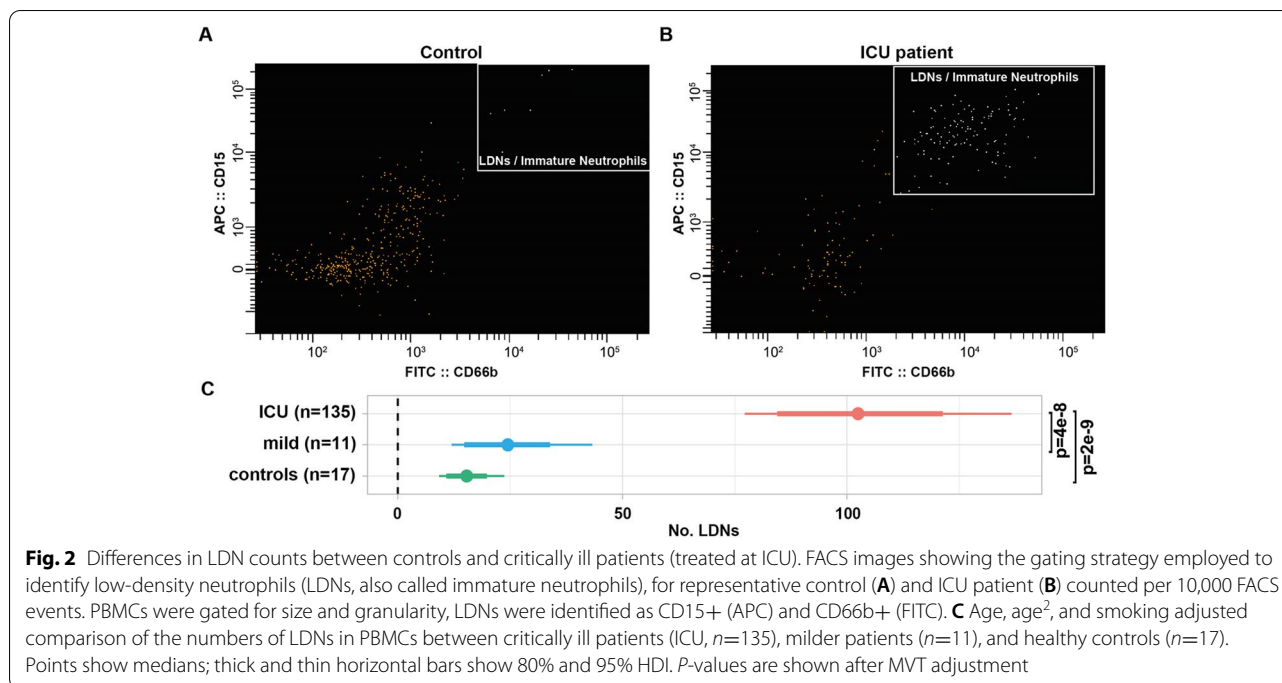 A
Control
LDNs / Immature Neutrophils
10⁵
10⁴
10³
0
APC :: CD15
10² 10³ 10⁴ 10⁵
FITC :: CD66b
B
ICU patient
LDNs / Immature Neutrophils
10⁵
10⁴
10³
0
APC :: CD15
10² 10³ 10⁴ 10⁵
FITC :: CD66b
C
ICU (n=135)
mild (n=11)
controls (n=17)
p=4e-8
p=2e-9
0 50 100
No. LDNs
Fig. 2 Differences in LDN counts between controls and critically ill patients (treated at ICU). FACS images showing the gating strategy employed to
identify low-density neutrophils (LDNs, also called immature neutrophils), for representative control (A) and ICU patient (B) counted per 10,000 FACS
events. PBMCs were gated for size and granularity, LDNs were identified as CD15+ (APC) and CD66b+ (FITC). C Age, age², and smoking adjusted
comparison of the numbers of LDNs in PBMCs between critically ill patients (ICU, n=135), milder patients (n=11), and healthy controls (n=17).
Points show medians; thick and thin horizontal bars show 80% and 95% HDI. P-values are shown after MVT adjustment